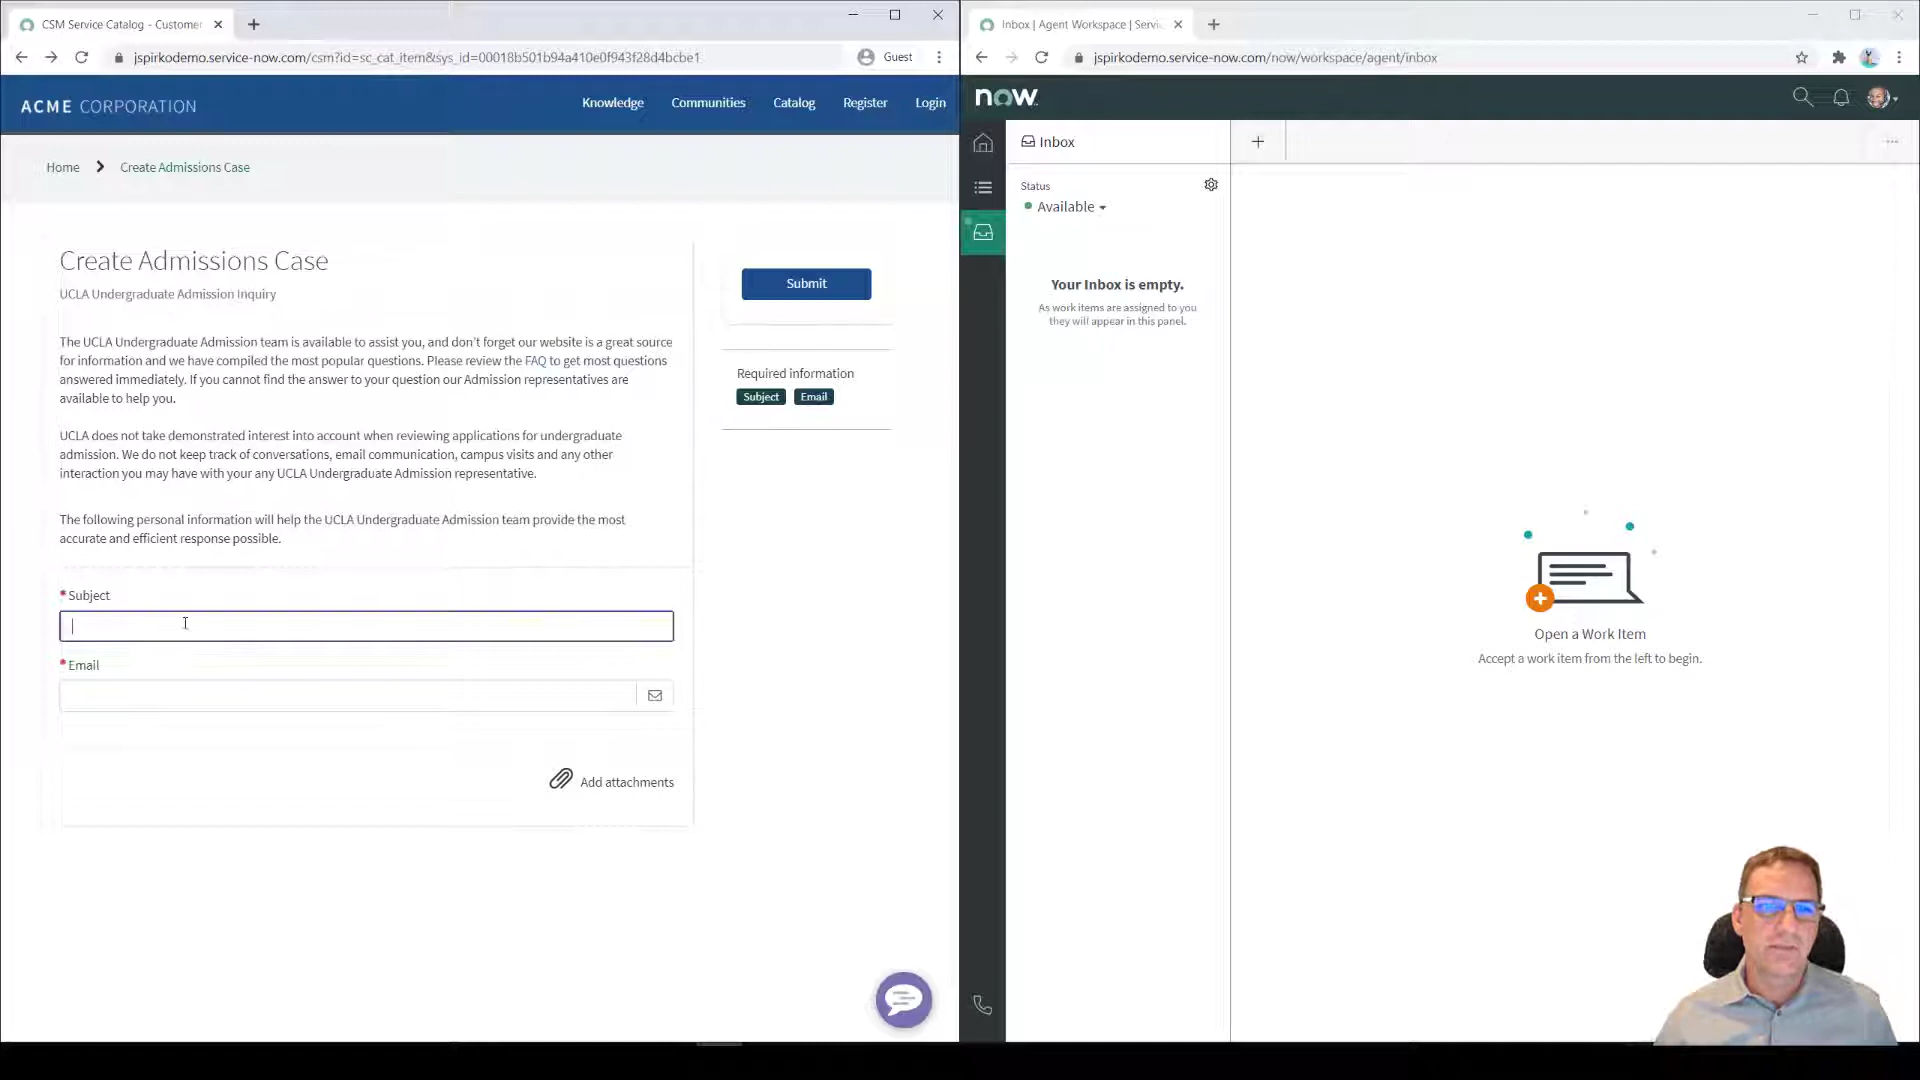 CSM Service Catalog - Customer
jspirkodemo.service-now.com/csm?id=sc_cat_item&sys_id=00018b501b94a410e0f943f28d4bcbe1
Guest
ACME CORPORATION
Knowledge
Communities
Catalog
Register
Login
Home
Create Admissions Case
Create Admissions Case
UCLA Undergraduate Admission Inquiry
The UCLA Undergraduate Admission team is available to assist you, and don't forget our website is a great source
for information and we have compiled the most popular questions. Please review the FAQ to get most questions
answered immediately. If you cannot find the answer to your question our Admission representatives are
available to help you.
UCLA does not take demonstrated interest into account when reviewing applications for undergraduate
admission. We do not keep track of conversations, email communication, campus visits and any other
interaction you may have with your any UCLA Undergraduate Admission representative.
The following personal information will help the UCLA Undergraduate Admission team provide the most
accurate and efficient response possible.
* Subject
* Email
Add attachments
Submit
Required information
Subject
Email
Inbox | Agent Workspace | Servic
jspirkodemo.service-now.com/now/workspace/agent/inbox
now
Inbox
Status
Available
Your Inbox is empty.
As work items are assigned to you
they will appear in this panel.
Open a Work Item
Accept a work item from the left to begin.